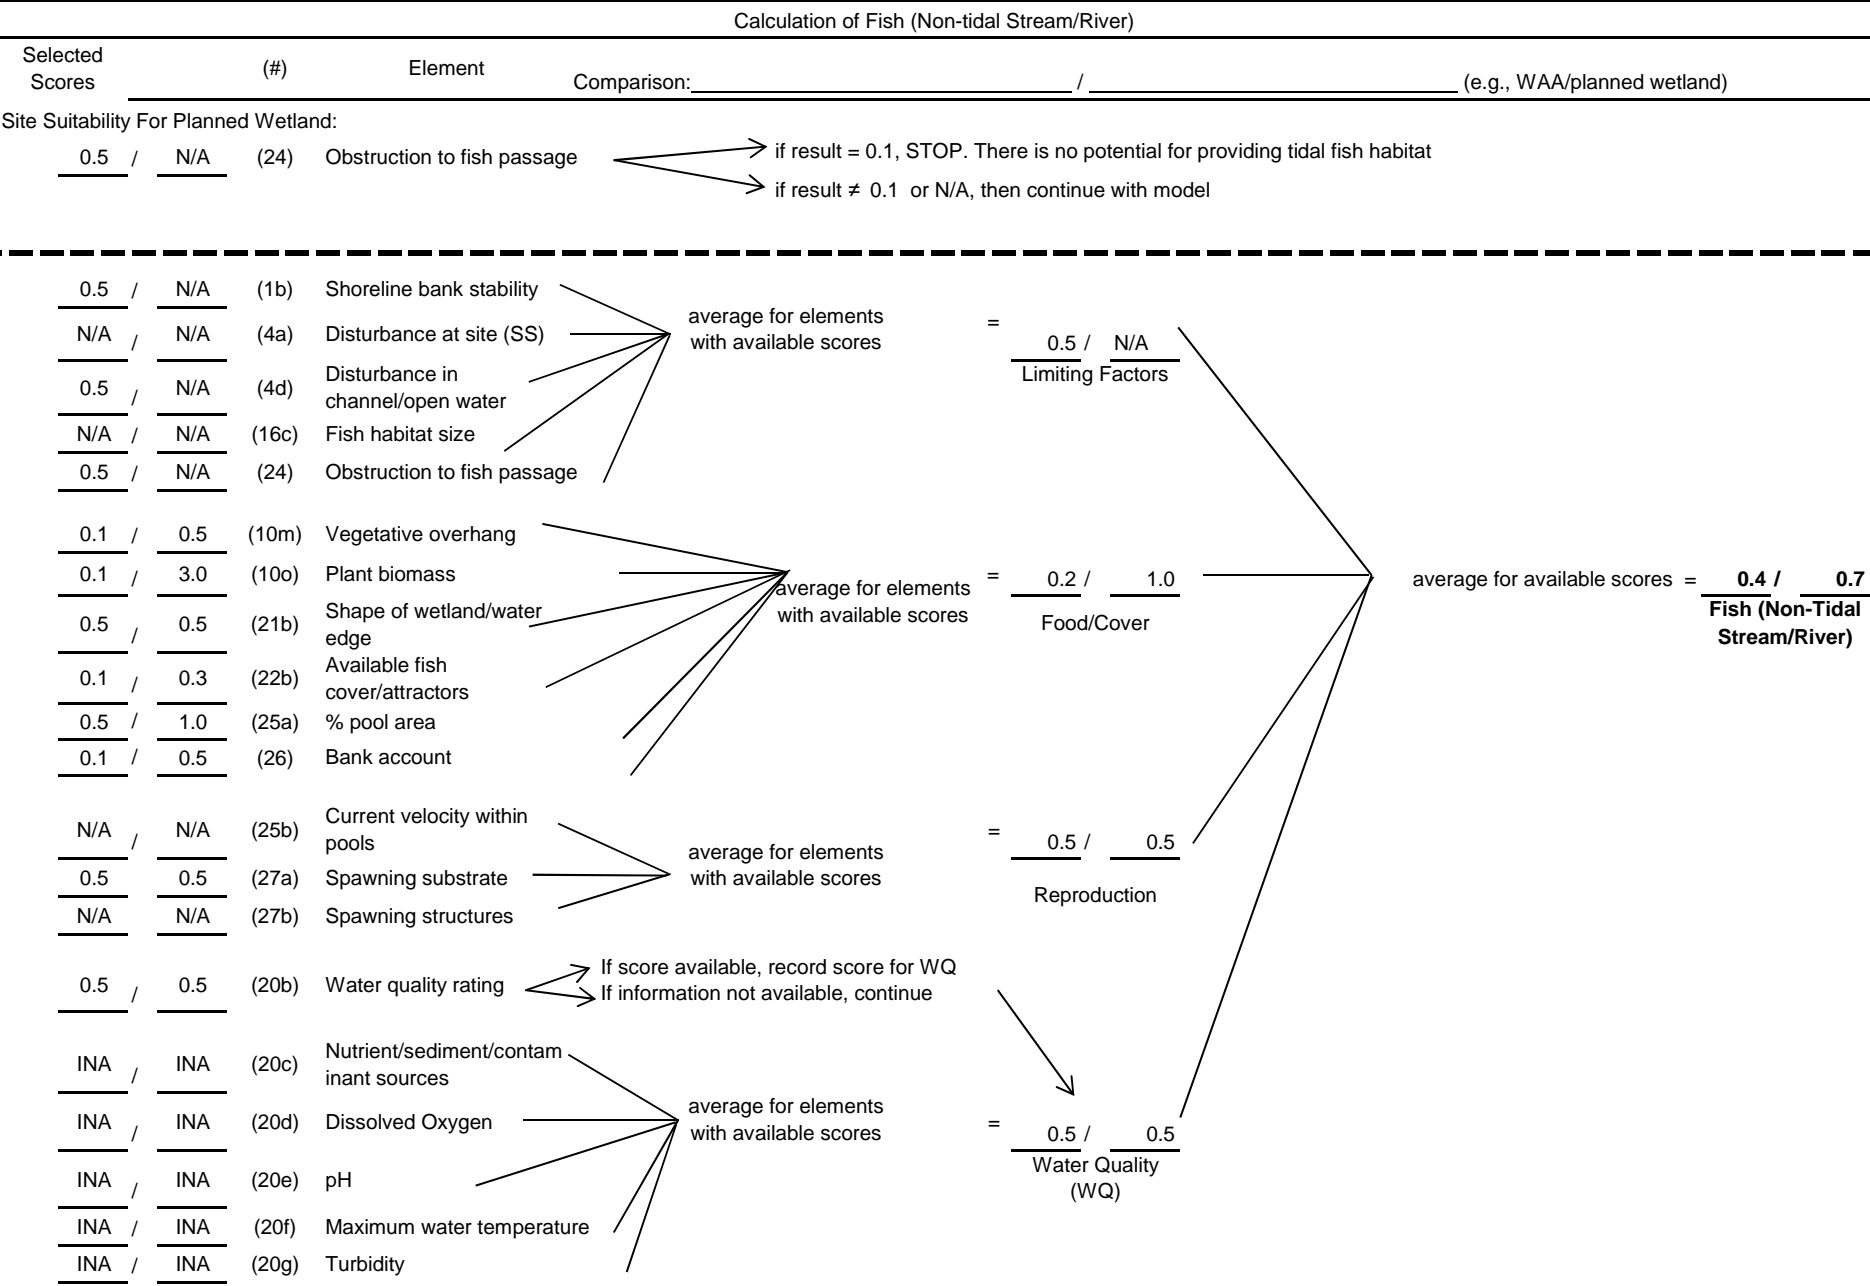 Calculation of Fish (Non-tidal Stream/River)
Selected Scores (#) Element Comparison: / (e.g., WAA/planned wetland)
Site Suitability For Planned Wetland:
0.5 / N/A (24) Obstruction to fish passage
if result = 0.1, STOP. There is no potential for providing tidal fish habitat
if result ≠ 0.1 or N/A, then continue with model
0.5 / N/A (1b) Shoreline bank stability
N/A / N/A (4a) Disturbance at site (SS)
0.5 / N/A (4d) Disturbance in
channel/open water
N/A / N/A (16c) Fish habitat size
0.5 / N/A (24) Obstruction to fish passage
average for elements
with available scores
= 0.5 / N/A
Limiting Factors
0.1 / 0.5 (10m) Vegetative overhang
0.1 / 3.0 (10o) Plant biomass
0.5 / 0.5 (21b) Shape of wetland/water
edge
0.1 / 0.3 (22b) Available fish
cover/attractors
0.5 / 1.0 (25a) % pool area
0.1 / 0.5 (26) Bank account
average for elements
with available scores
= 0.2 / 1.0
Food/Cover
average for available scores = 0.4 / 0.7
Fish (Non-Tidal
Stream/River)
N/A / N/A (25b) Current velocity within
pools
0.5 0.5 (27a) Spawning substrate
N/A N/A (27b) Spawning structures
average for elements
with available scores
= 0.5 / 0.5
Reproduction
0.5 / 0.5 (20b) Water quality rating
If score available, record score for WQ
If information not available, continue
INA / INA (20c) Nutrient/sediment/contam
inant sources
INA / INA (20d) Dissolved Oxygen
INA / INA (20e) pH
INA / INA (20f) Maximum water temperature
INA / INA (20g) Turbidity
average for elements
with available scores
= 0.5 / 0.5
Water Quality
(WQ)